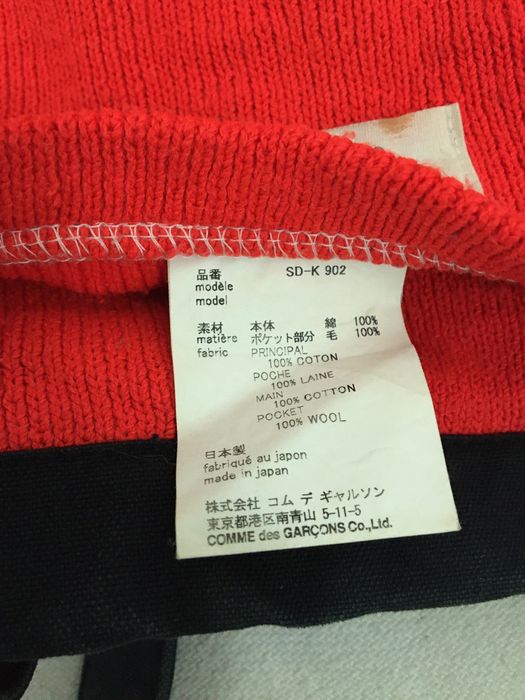 品番 SD-K 902
modèle
model
素材 本体 綿 100%
matière ポケット部分 毛 100%
fabric PRINCIPAL
100% COTON
POCHE
100% LAINE
MAIN
100% COTTON
POCKET
100% WOOL
日本製
fabriqué au japon
made in japan
株式会社 コム デ ギャルソン
東京都港区南青山 5-11-5
COMME des GARÇONS Co.,Ltd.